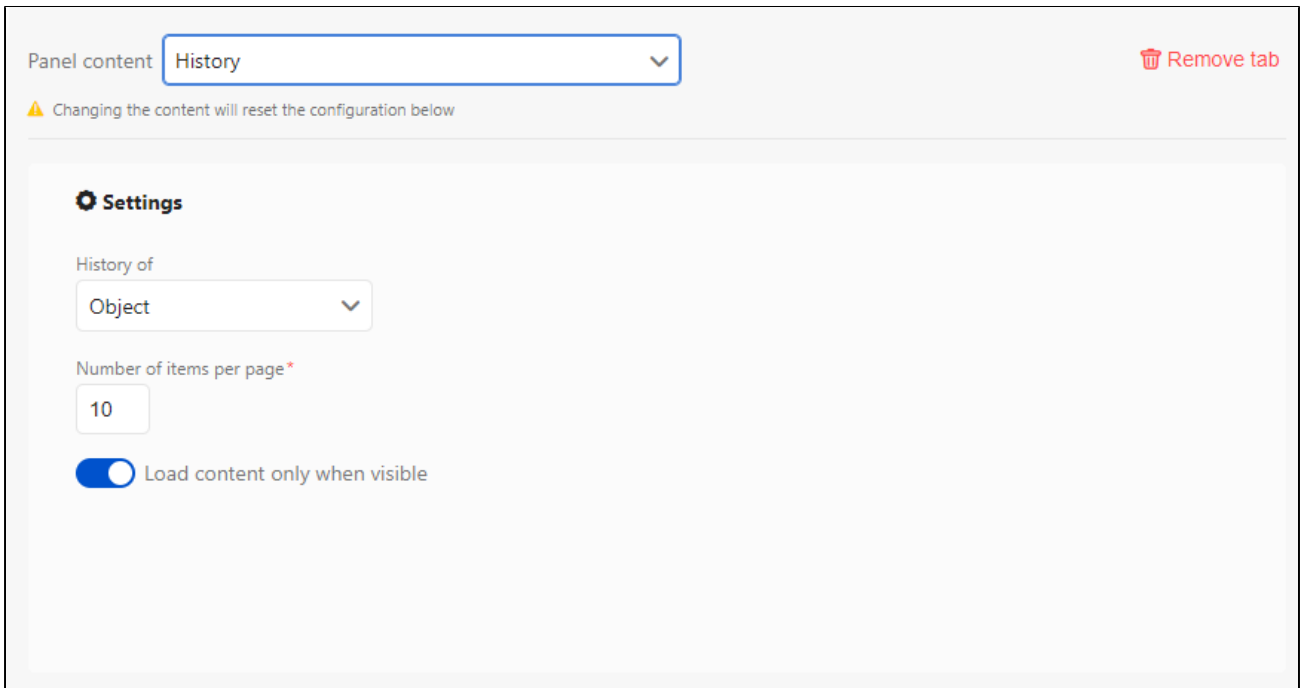 Panel content History Remove tab
Changing the content will reset the configuration below
Settings
History of
Object
Number of items per page*
10
Load content only when visible